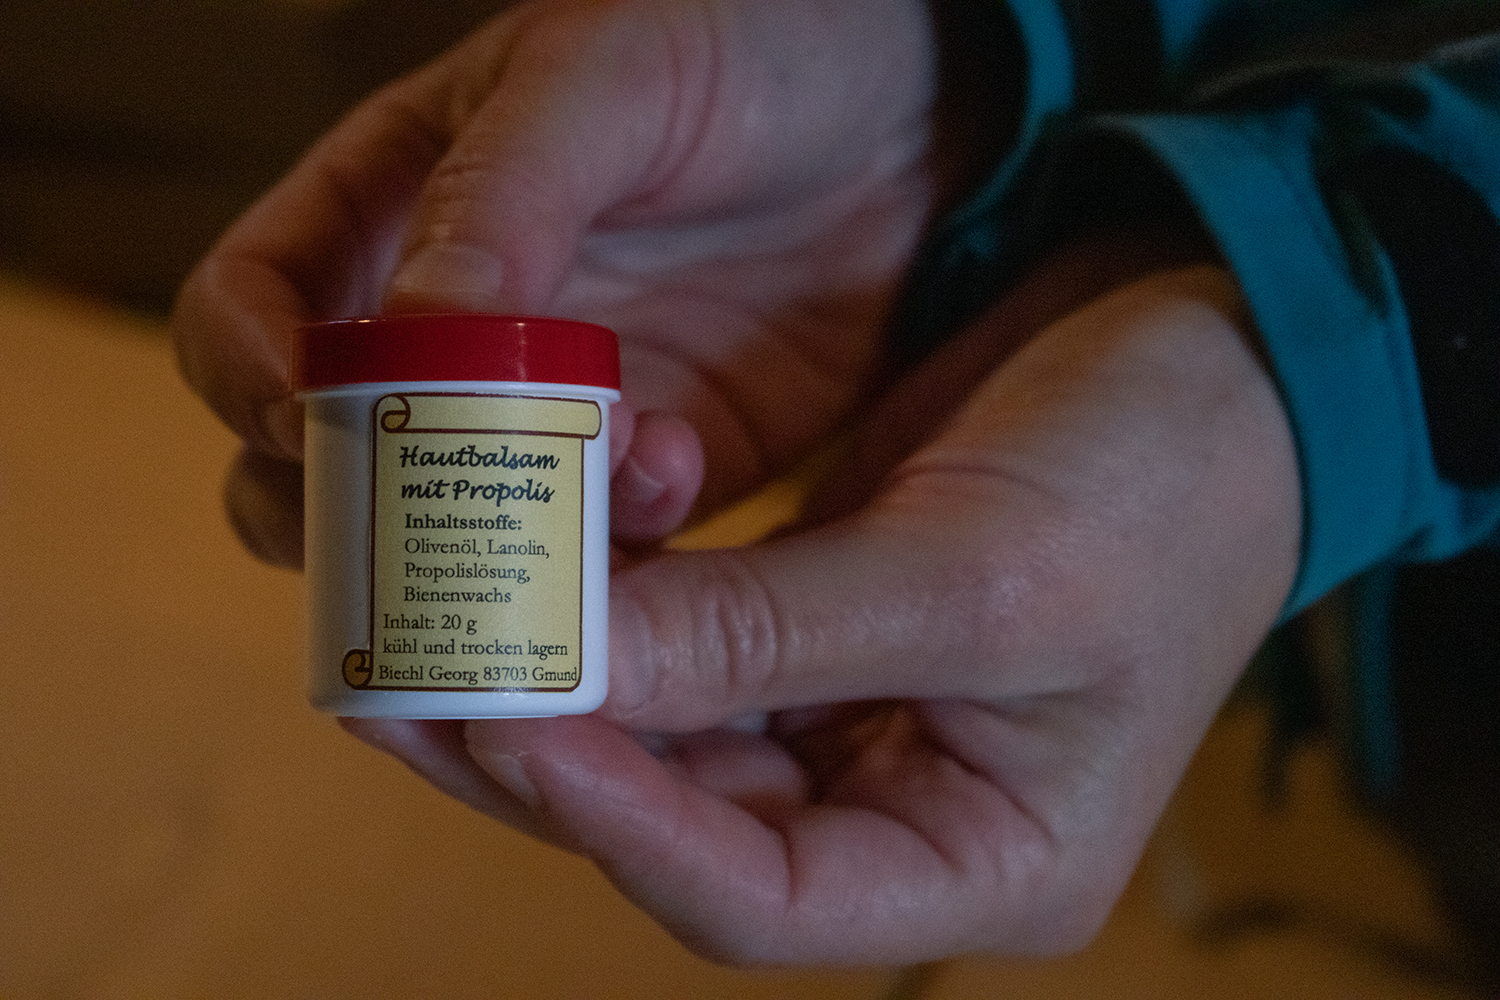 Hautbalsam
mit Propolis
Inhaltsstoffe:
Olivenöl, Lanolin,
Propolislösung,
Bienenwachs
Inhalt: 20 g
kühl und trocken lagern
Biechl Georg 83703 Gmund